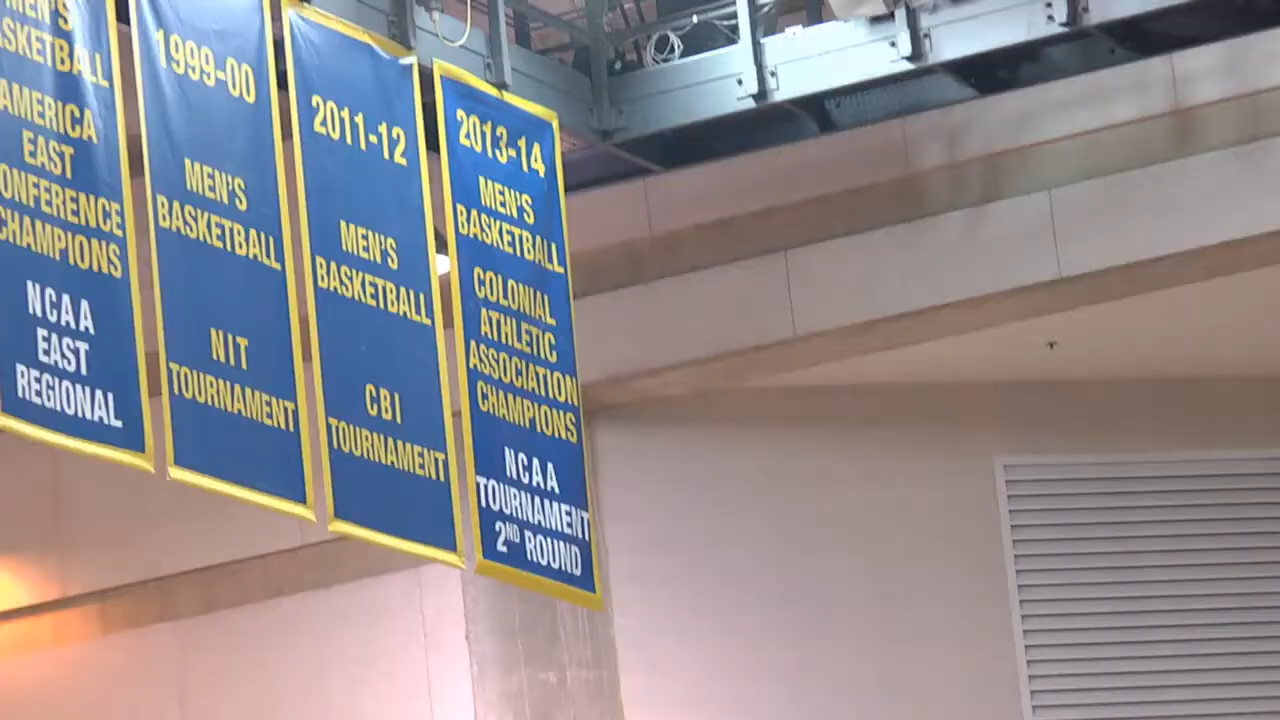 MEN'S
BASKETBALL
AMERICA
EAST
CONFERENCE
CHAMPIONS
NCAA
EAST
REGIONAL
1999-00
MEN'S
BASKETBALL
NIT
TOURNAMENT
2011-12
MEN'S
BASKETBALL
CBI
TOURNAMENT
2013-14
MEN'S
BASKETBALL
COLONIAL
ATHLETIC
ASSOCIATION
CHAMPIONS
NCAA
TOURNAMENT
2ND ROUND